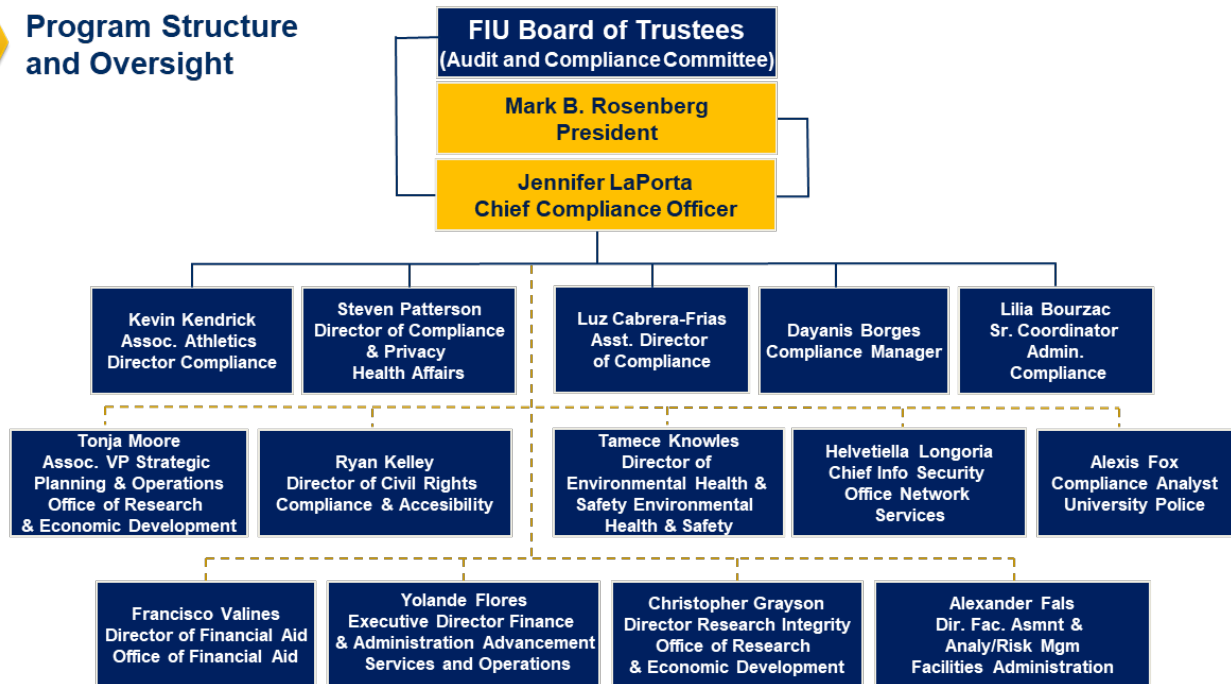 Program Structure
and Oversight
FIU Board of Trustees
(Audit and Compliance Committee)
Mark B. Rosenberg
President
Jennifer LaPorta
Chief Compliance Officer
Kevin Kendrick
Assoc. Athletics
Director Compliance
Steven Patterson
Director of Compliance
& Privacy
Health Affairs
Luz Cabrera-Frias
Asst. Director
of Compliance
Dayanis Borges
Compliance Manager
Lilia Bourzac
Sr. Coordinator
Admin.
Compliance
Tonja Moore
Assoc. VP Strategic
Planning & Operations
Office of Research
& Economic Development
Ryan Kelley
Director of Civil Rights
Compliance & Accesibility
Tamece Knowles
Director of
Environmental Health &
Safety Environmental
Health & Safety
Helvetiella Longoria
Chief Info Security
Office Network
Services
Alexis Fox
Compliance Analyst
University Police
Francisco Valines
Director of Financial Aid
Office of Financial Aid
Yolande Flores
Executive Director Finance
& Administration Advancement
Services and Operations
Christopher Grayson
Director Research Integrity
Office of Research
& Economic Development
Alexander Fals
Dir. Fac. Asmnt &
Analy/Risk Mgm
Facilities Administration